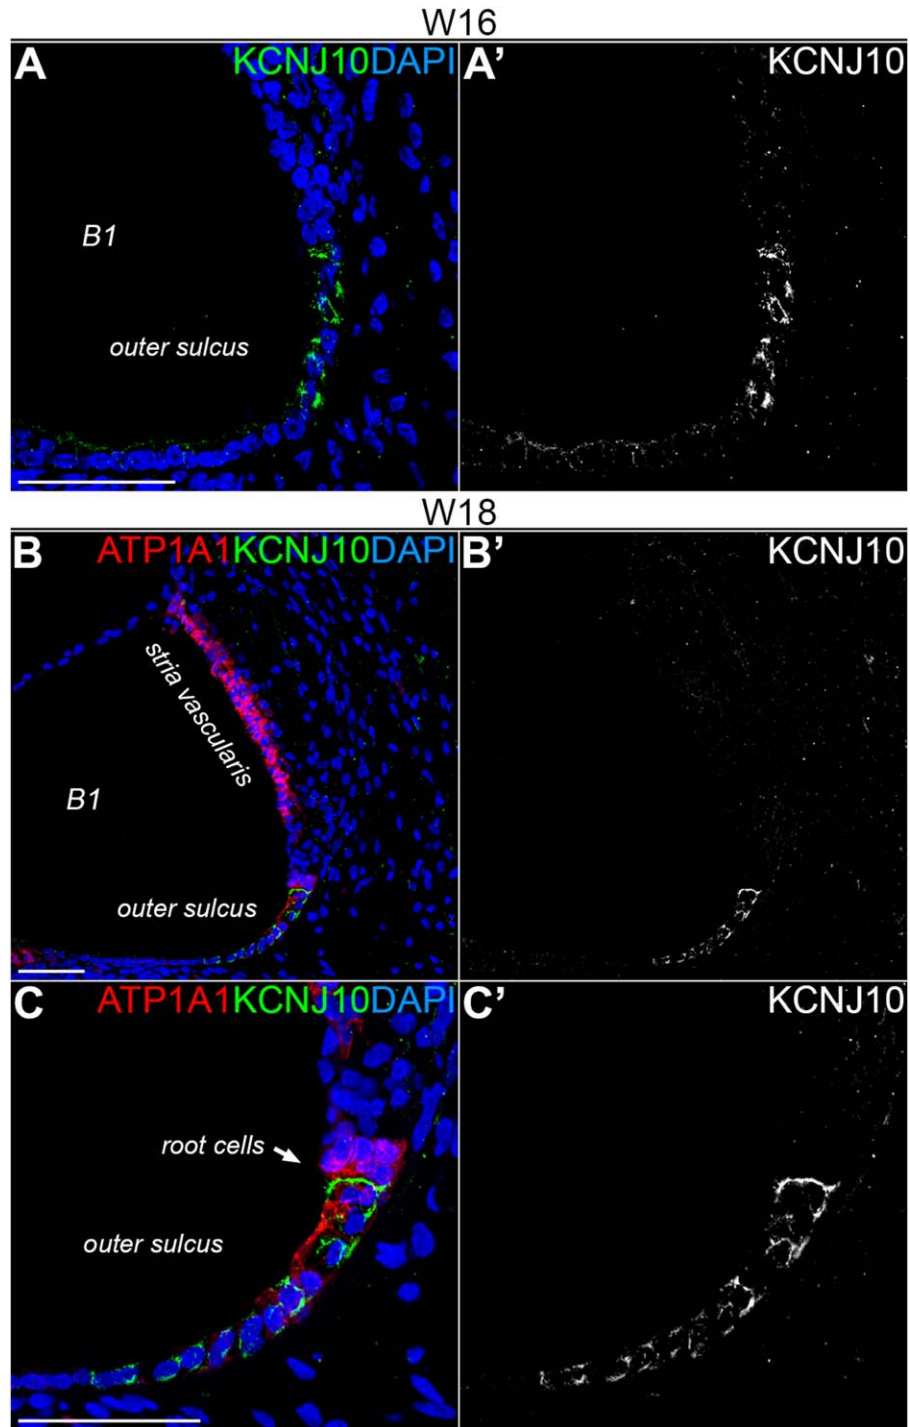 W16
A KCNJ10DAPI A’ KCNJ10
B1
outer sulcus
W18
B ATP1A1KCNJ10DAPI B’ KCNJ10
stria vascularis
B1
outer sulcus
C ATP1A1KCNJ10DAPI C’ KCNJ10
root cells
outer sulcus